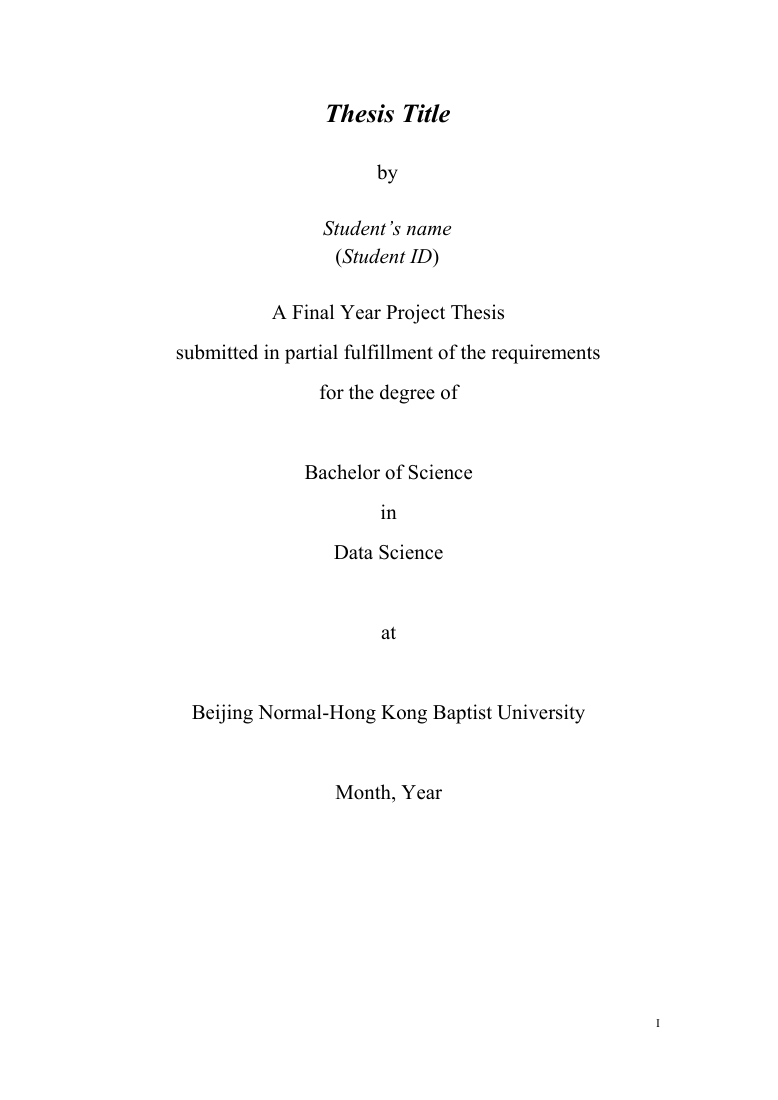 Thesis Title
by
Student’s name
(Student ID)
A Final Year Project Thesis
submitted in partial fulfillment of the requirements
for the degree of
Bachelor of Science
in
Data Science
at
Beijing Normal-Hong Kong Baptist University
Month, Year
I